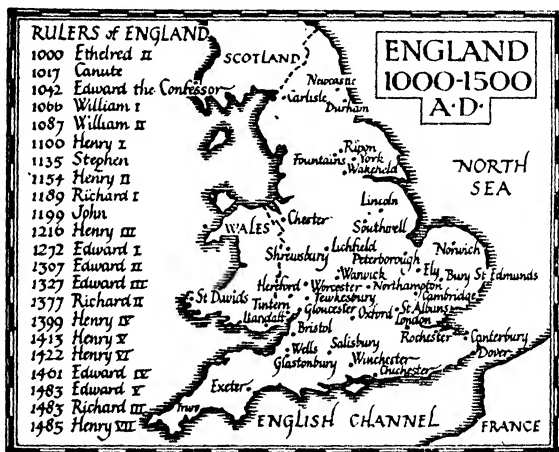 RULERS of ENGLAND
1000 Ethelred II
1017 Canute
1042 Edward the Confessor
1066 William I
1087 William II
1100 Henry I
1135 Stephen
1154 Henry II
1189 Richard I
1199 John
1216 Henry III
1272 Edward I
1307 Edward II
1327 Edward III
1377 Richard II
1399 Henry IV
1413 Henry V
1422 Henry VI
1461 Edward IV
1483 Edward V
1483 Richard III
1485 Henry VII
ENGLAND
1000-1500
A·D·
SCOTLAND
Newcastle
Carlisle
Durham
Ripon
Fountains
York
Wakefield
NORTH
SEA
Lincoln
Chester
Southwell
WALES
Lichfield
Norwich
Shrewsbury
Peterborough
Ely
Bury St Edmunds
Warwick
Hereford
Worcester
Northampton
Cambridge
St Davids
Tintern
Tewkesbury
Gloucester
Oxford
St Albans
Llandaff
London
Bristol
Rochester
Canterbury
Wells
Salisbury
Dover
Glastonbury
Winchester
Chichester
Exeter
Truro
ENGLISH CHANNEL
FRANCE